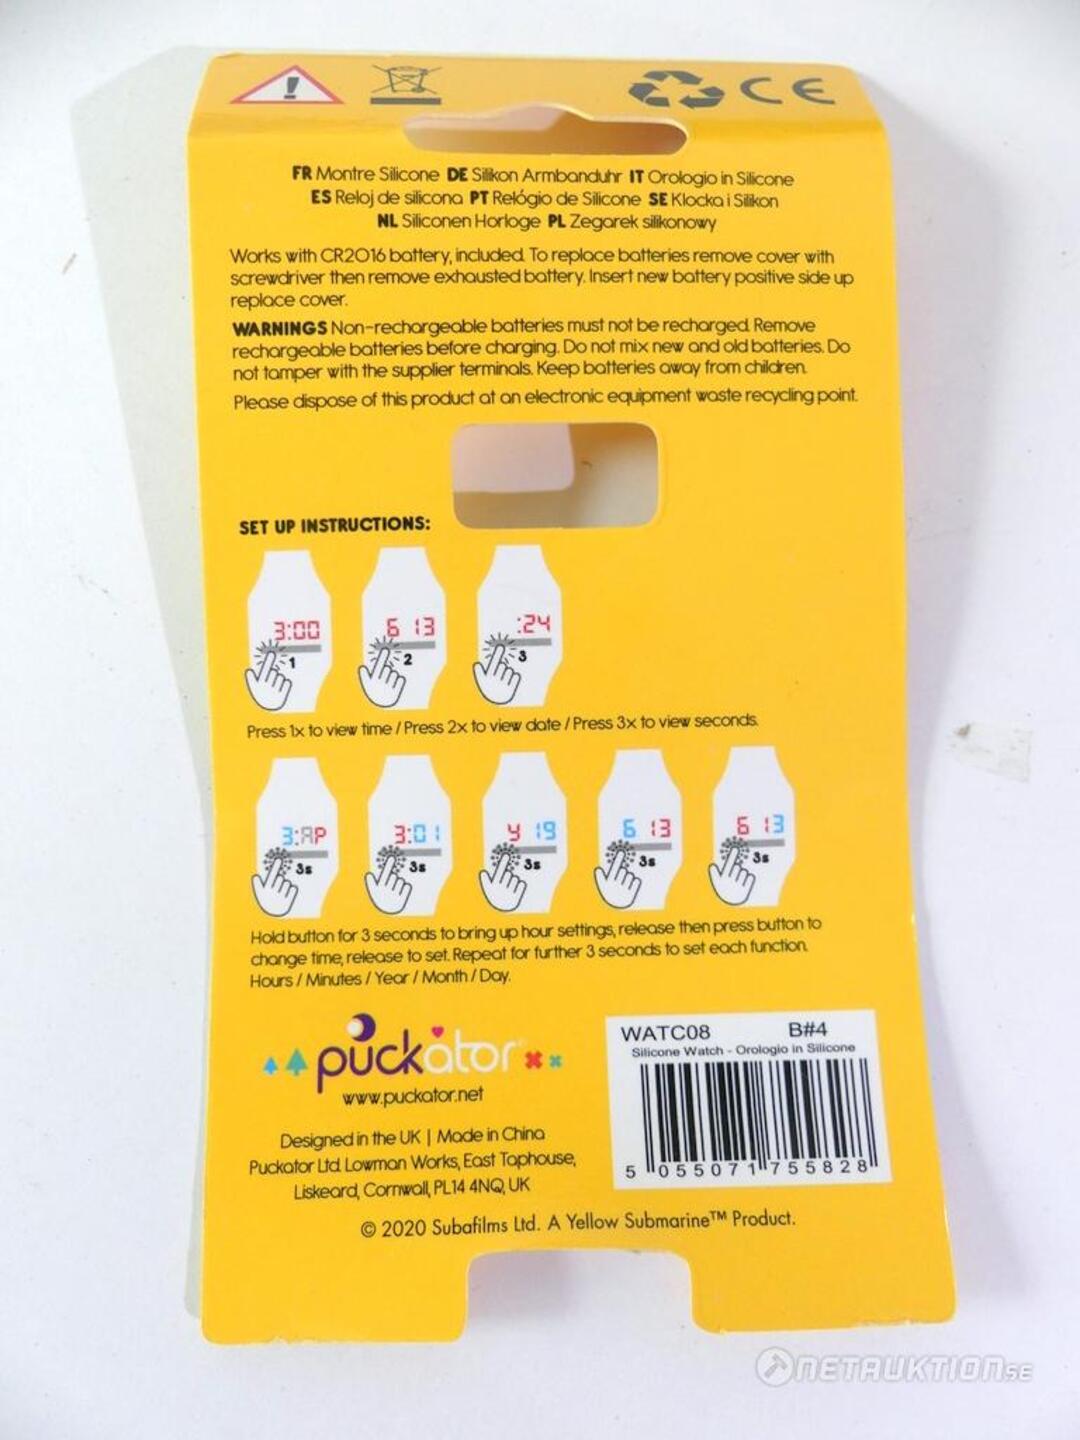 CE
FR Montre Silicone DE Silikon Armbanduhr IT Orologio in Silicone
ES Reloj de silicona PT Relógio de Silicone SE Klocka i Silikon
NL Siliconen Horloge PL Zegarek silikonowy
Works with CR2016 battery, included. To replace batteries remove cover with
screwdriver then remove exhausted battery. Insert new battery positive side up
replace cover.
WARNINGS Non-rechargeable batteries must not be recharged. Remove
rechargeable batteries before charging. Do not mix new and old batteries. Do
not tamper with the supplier terminals. Keep batteries away from children.
Please dispose of this product at an electronic equipment waste recycling point.
SET UP INSTRUCTIONS:
3:00 6 13 :24
1 2 3
Press 1x to view time / Press 2x to view date / Press 3x to view seconds.
3:AP 3:01 y 19 6 13 6 13
3s 3s 3s 3s 3s
Hold button for 3 seconds to bring up hour settings, release then press button to
change time, release to set. Repeat for further 3 seconds to set each function.
Hours / Minutes / Year / Month / Day.
puckator
www.puckator.net
Designed in the UK | Made in China
Puckator Ltd. Lowman Works, East Taphouse,
Liskeard, Cornwall, PL14 4NQ, UK
WATC08 B#4
Silicone Watch - Orologio in Silicone
5 055071 755828
© 2020 Subafilms Ltd. A Yellow Submarine™ Product.
NETAUKTION.SE